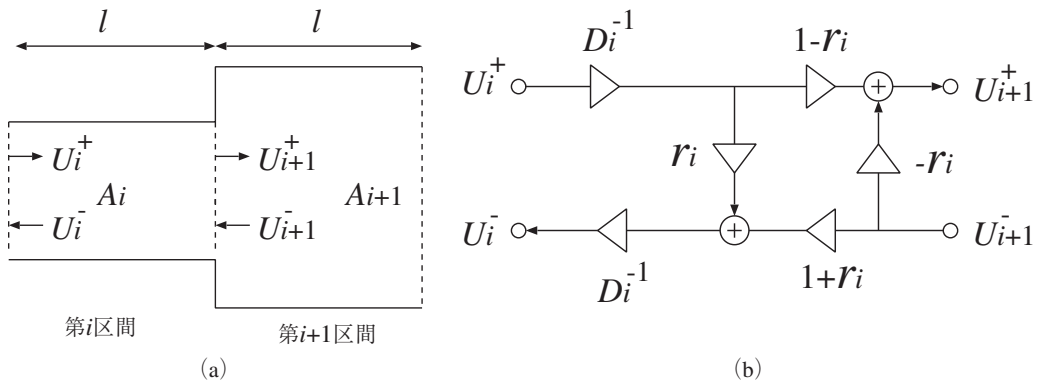 l l
Ui+ Ui+1+
Ai Ai+1
Ui- Ui+1-
第i区間 第i+1区間
(a)
Di-1 1-ri
Ui+ Ui+1+
ri -ri
Ui- Ui+1-
Di-1 1+ri
(b)